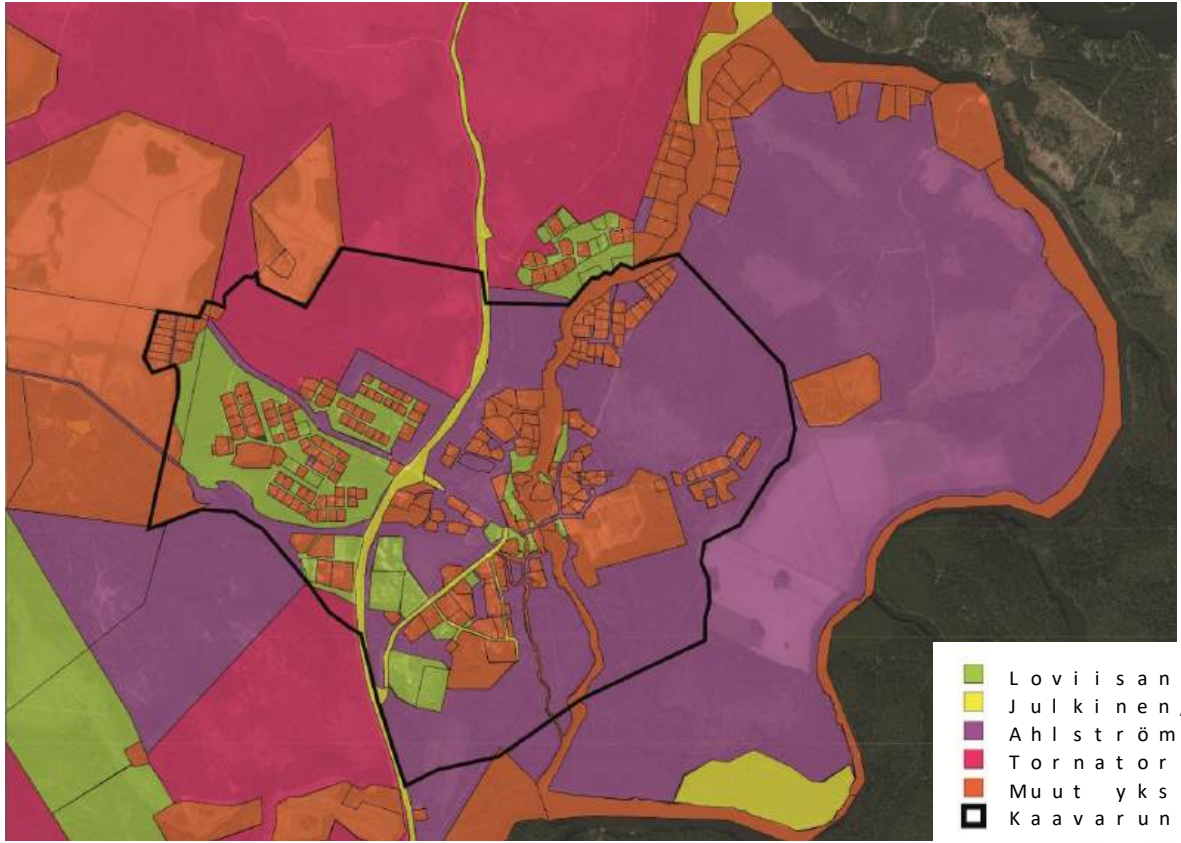 Loviisan
Julkinen,
Ahlström
Tornator
Muut yks
Kaavarun